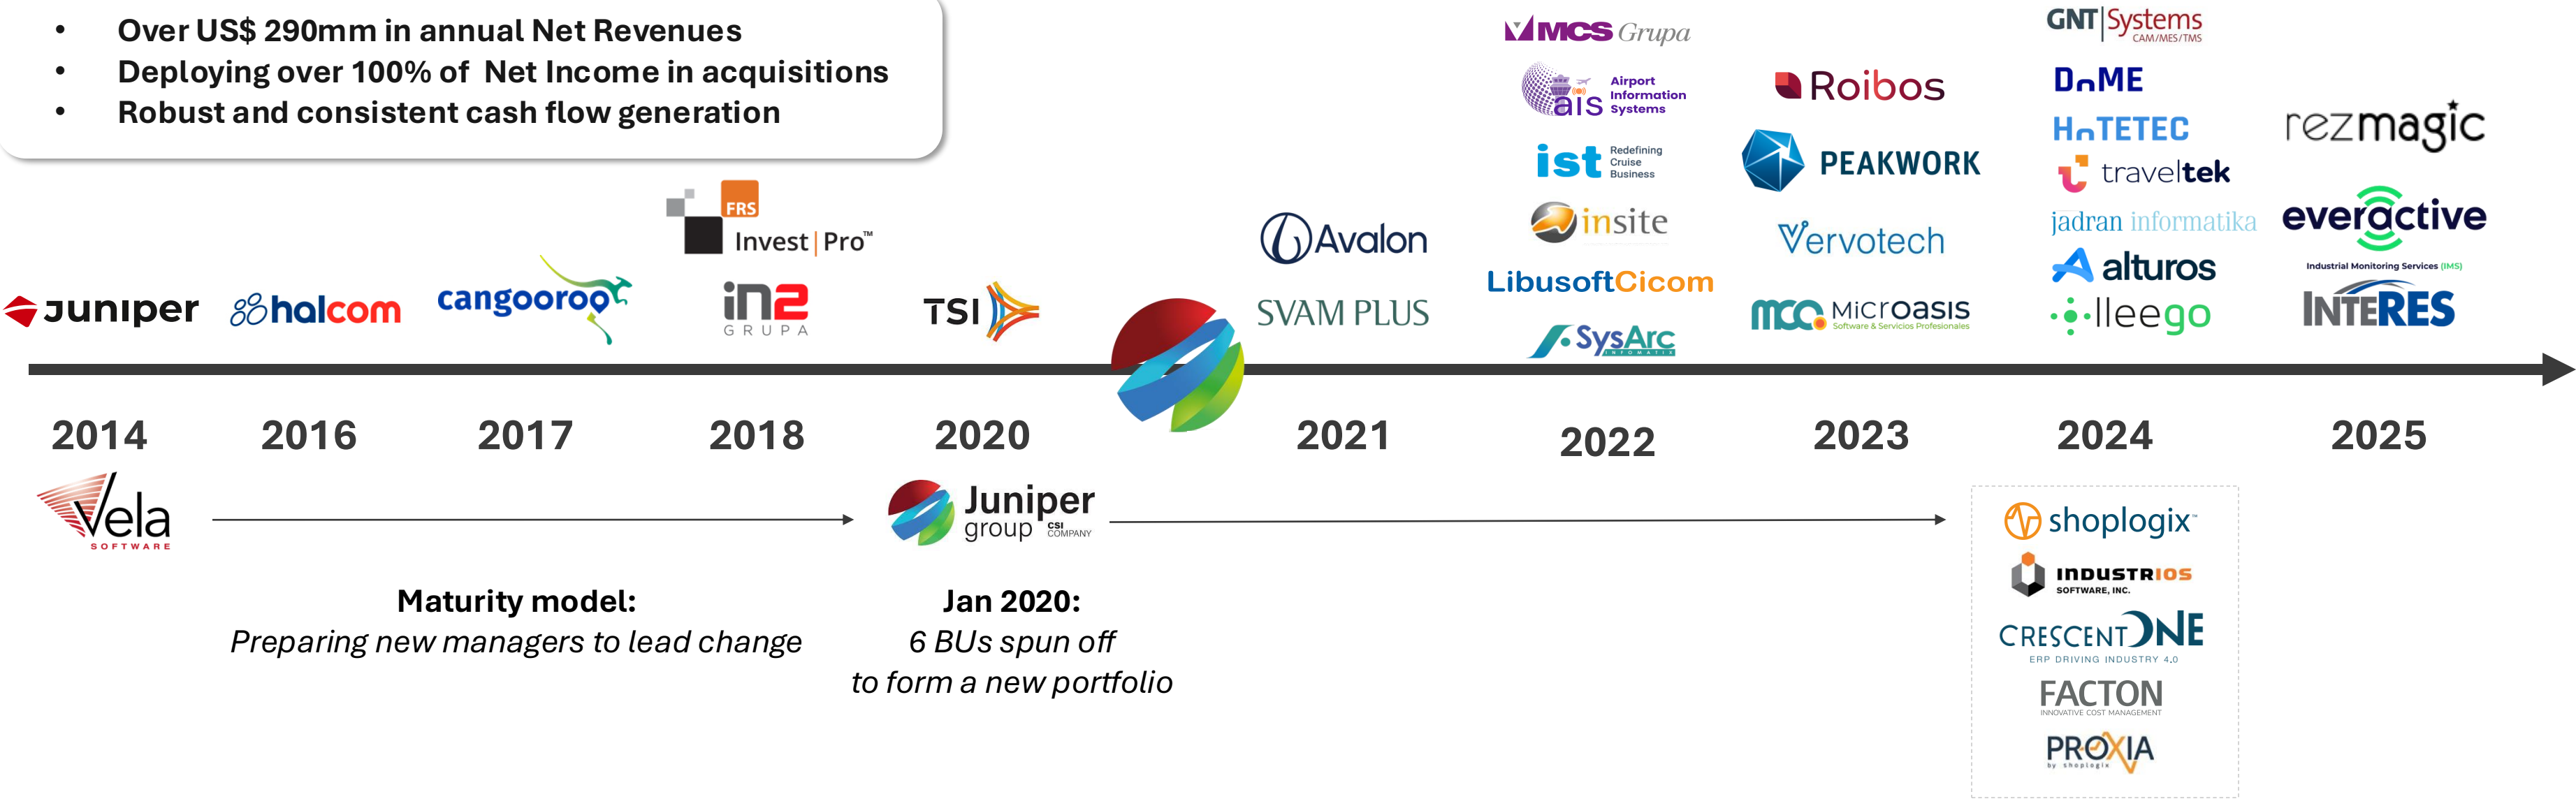 • Over US$ 290mm in annual Net Revenues
• Deploying over 100% of Net Income in acquisitions
• Robust and consistent cash flow generation
JUNIPER
halcom
cangooroo
FRS
Invest|Pro™
in2
GRUPA
TSI
Avalon
SVAM PLUS
MCS Grupa
ais Airport
Information
Systems
ist Redefining
Cruise
Business
insite
LibusoftCicom
SysArc
INFOMATIX
Roibos
PEAKWORK
Vervotech
MCO Microasis
Software & Servicios Profesionales
GNT|Systems
CAM/MES/TMS
DOME
HOTETEC
traveltek
jadran informatika
alturos
lleego
rezmagic
everactive
Industrial Monitoring Services (IMS)
INTERES
2014
2016
2017
2018
2020
2021
2022
2023
2024
2025
Vela
SOFTWARE
Juniper
group CSI
COMPANY
Maturity model:
Preparing new managers to lead change
Jan 2020:
6 BUs spun off
to form a new portfolio
shoplogix™
INDUSTRIOS
SOFTWARE, INC.
CRESCENTONE
ERP DRIVING INDUSTRY 4.0
FACTON
INNOVATIVE COST MANAGEMENT
PROXIA
by shoplogix